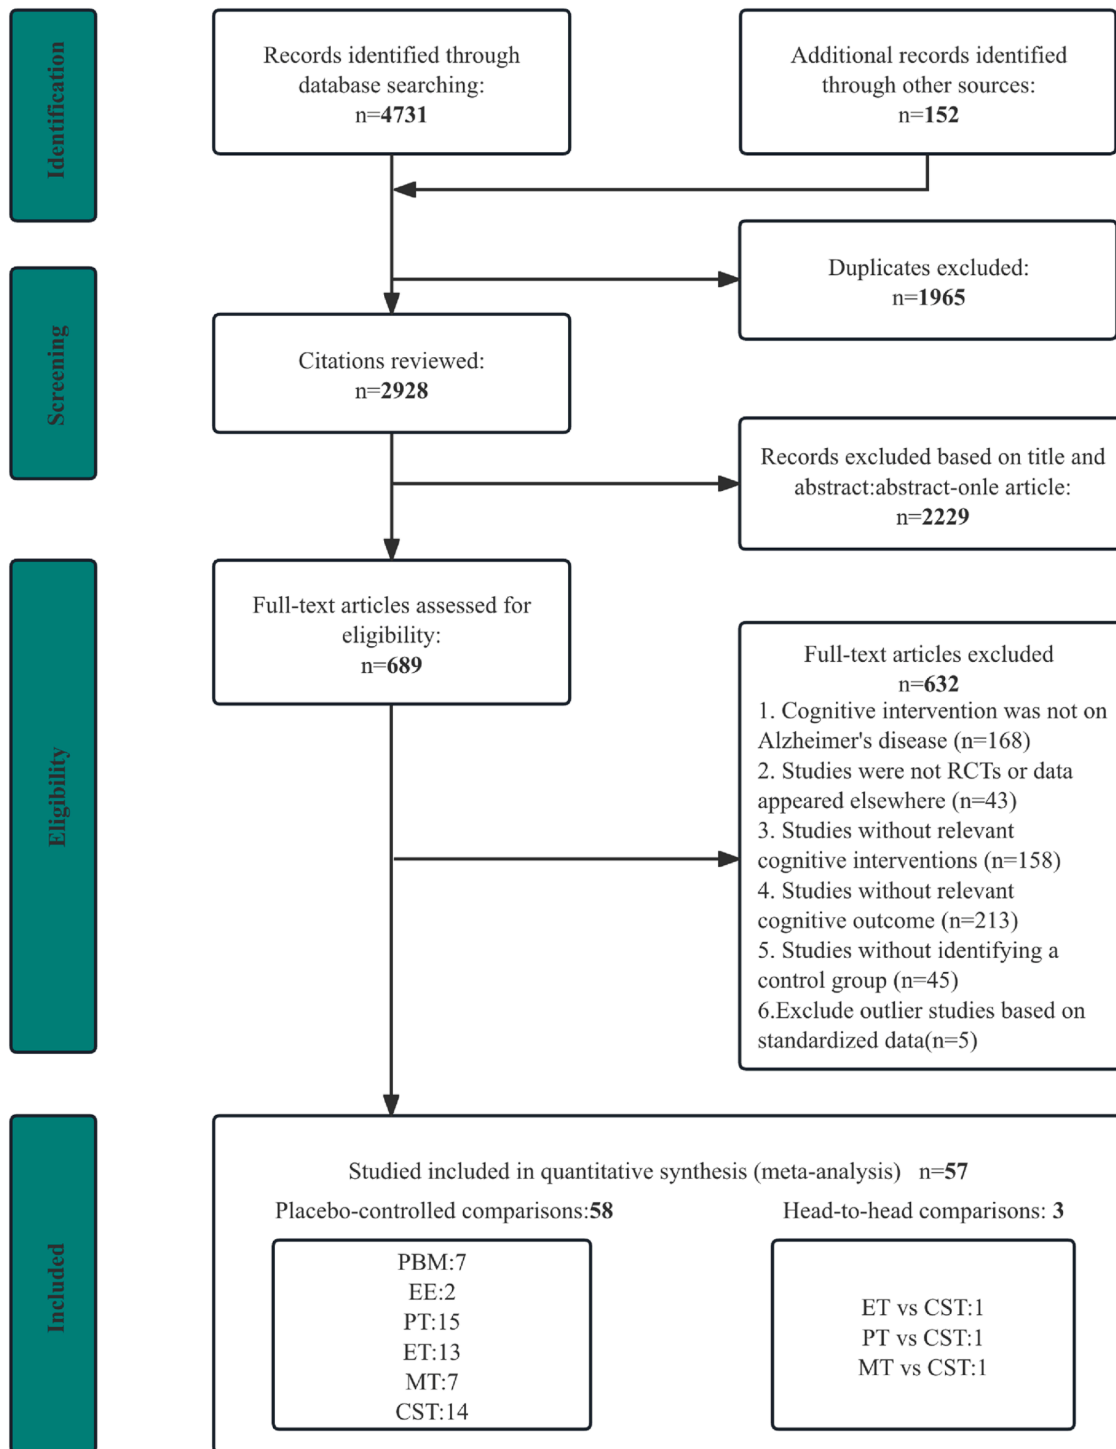 Identification
Records identified through
database searching:
n=4731
Additional records identified
through other sources:
n=152
Duplicates excluded:
n=1965
Screening
Citations reviewed:
n=2928
Records excluded based on title and
abstract:abstract-onle article:
n=2229
Eligibility
Full-text articles assessed for
eligibility:
n=689
Full-text articles excluded
n=632
1. Cognitive intervention was not on
Alzheimer's disease (n=168)
2. Studies were not RCTs or data
appeared elsewhere (n=43)
3. Studies without relevant
cognitive interventions (n=158)
4. Studies without relevant
cognitive outcome (n=213)
5. Studies without identifying a
control group (n=45)
6.Exclude outlier studies based on
standardized data(n=5)
Included
Studied included in quantitative synthesis (meta-analysis) n=57
Placebo-controlled comparisons:58
PBM:7
EE:2
PT:15
ET:13
MT:7
CST:14
Head-to-head comparisons: 3
ET vs CST:1
PT vs CST:1
MT vs CST:1